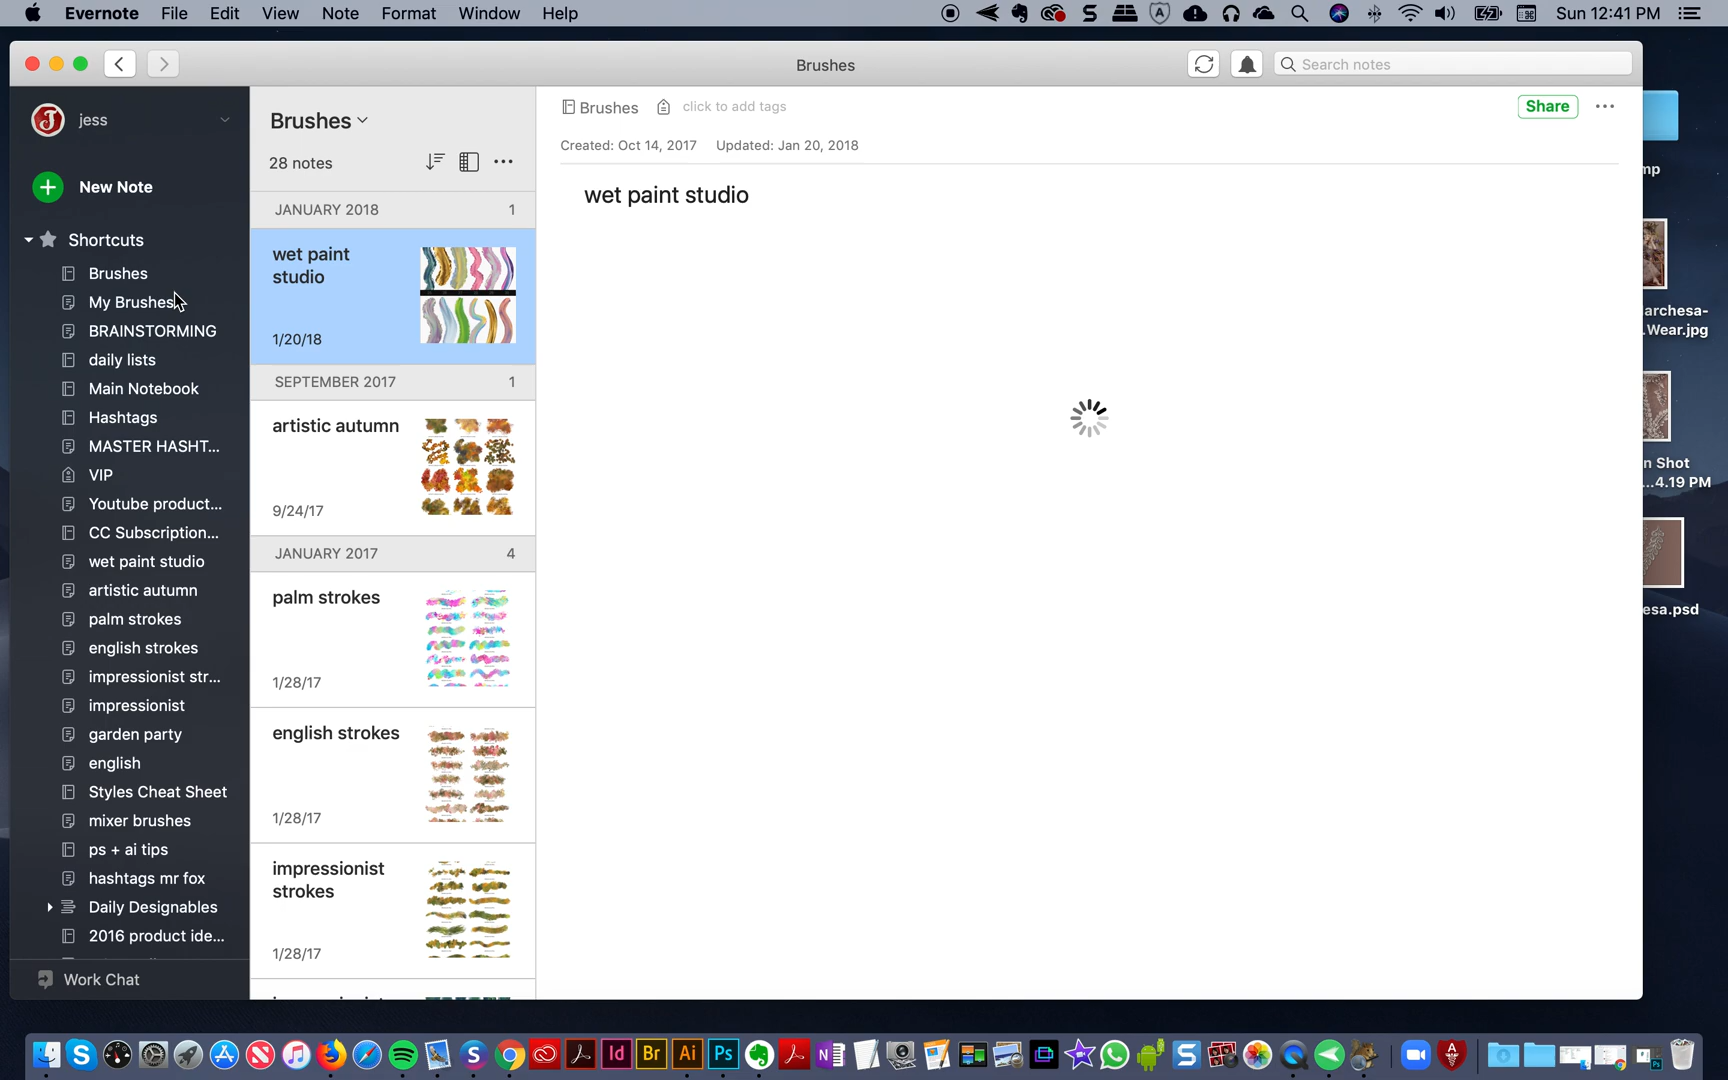 Evernote File Edit View Note Format Window Help
Sun 12:41 PM
Brushes
Search notes
jess
New Note
Shortcuts
Brushes
My Brushes
BRAINSTORMING
daily lists
Main Notebook
Hashtags
MASTER HASHT...
VIP
Youtube product...
CC Subscription...
wet paint studio
artistic autumn
palm strokes
english strokes
impressionist str...
impressionist
garden party
english
Styles Cheat Sheet
mixer brushes
ps + ai tips
hashtags mr fox
Daily Designables
2016 product ide...
Work Chat
Brushes
28 notes
JANUARY 2018 1
wet paint
studio
1/20/18
SEPTEMBER 2017 1
artistic autumn
9/24/17
JANUARY 2017 4
palm strokes
1/28/17
english strokes
1/28/17
impressionist
strokes
1/28/17
Brushes click to add tags
Share
Created: Oct 14, 2017 Updated: Jan 20, 2018
wet paint studio
mp
archesa-
.Wear.jpg
n Shot
...4.19 PM
esa.psd
Id Br Ai Ps